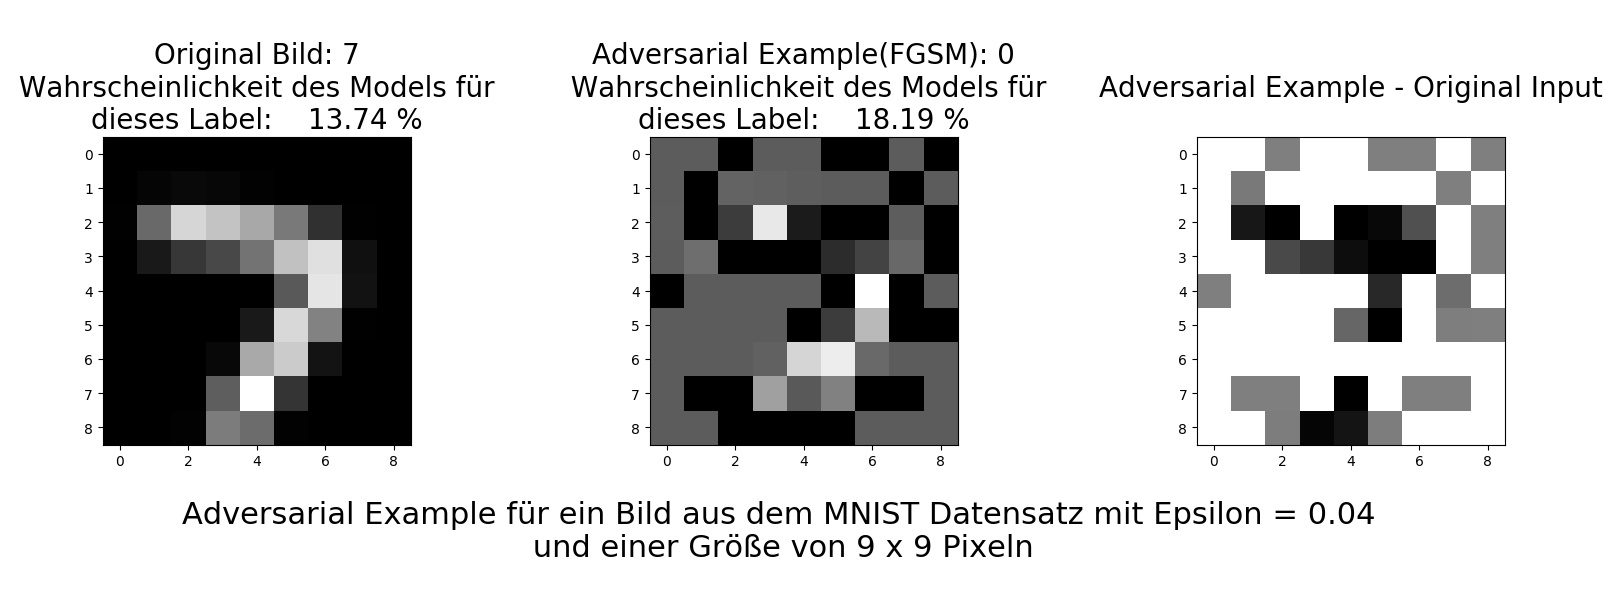 Original Bild: 7
Wahrscheinlichkeit des Models für
dieses Label:    13.74 %
0
1
2
3
4
5
6
7
8
0 2 4 6 8
Adversarial Example(FGSM): 0
Wahrscheinlichkeit des Models für
dieses Label:    18.19 %
0
1
2
3
4
5
6
7
8
0 2 4 6 8
Adversarial Example - Original Input
0
1
2
3
4
5
6
7
8
0 2 4 6 8
Adversarial Example für ein Bild aus dem MNIST Datensatz mit Epsilon = 0.04
und einer Größe von 9 x 9 Pixeln